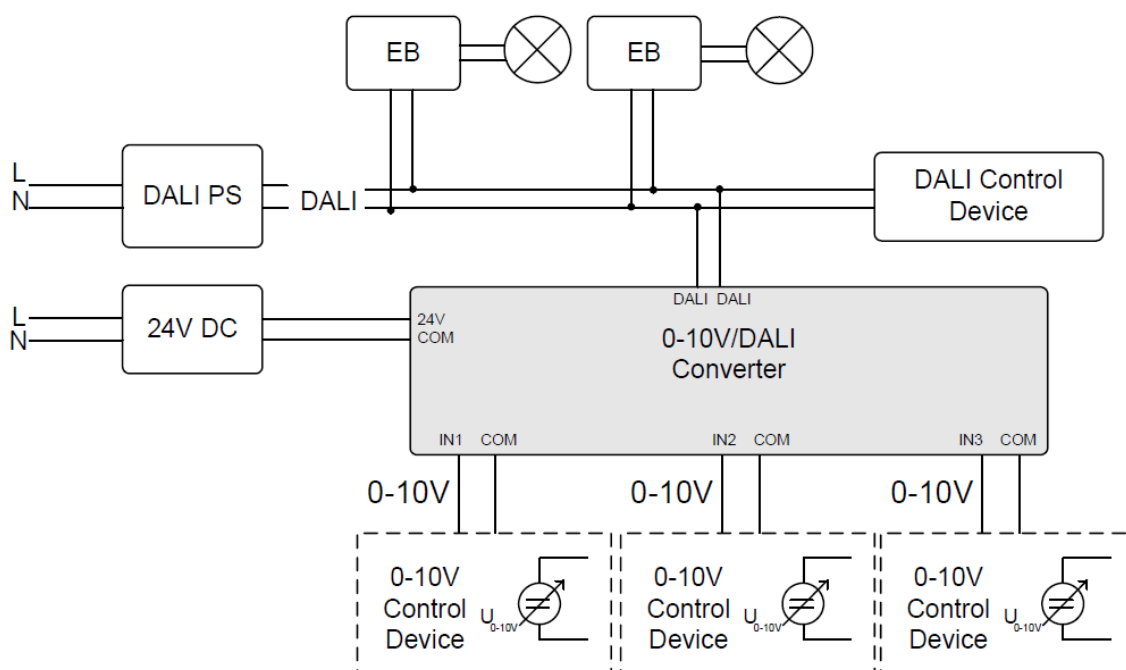 EB
EB
L
N
DALI PS
DALI
DALI Control
Device
L
N
24V DC
24V
COM
DALI DALI
0-10V/DALI
Converter
IN1 COM
IN2 COM
IN3 COM
0-10V
0-10V
0-10V
0-10V
Control
Device
U0-10V
0-10V
Control
Device
U0-10V
0-10V
Control
Device
U0-10V